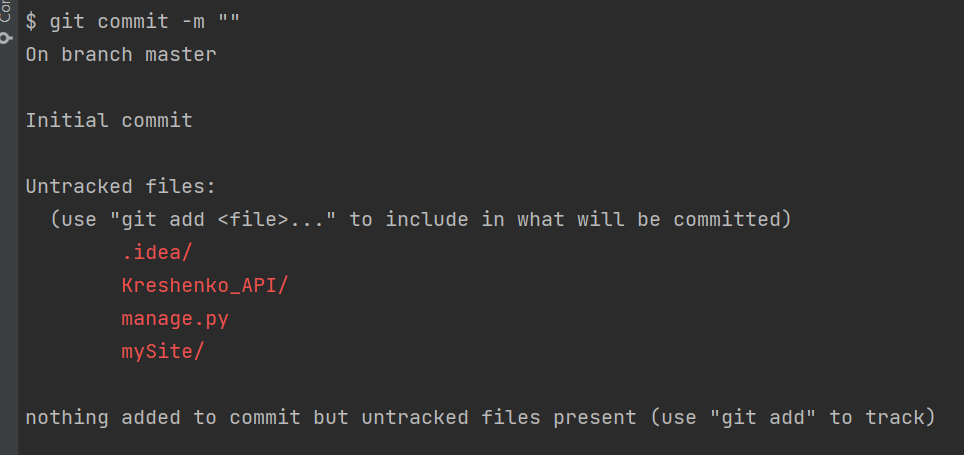 Co
$ git commit -m ""
On branch master
Initial commit
Untracked files:
(use "git add <file>..." to include in what will be committed)
.idea/
Kreshenko_API/
manage.py
mySite/
nothing added to commit but untracked files present (use "git add" to track)